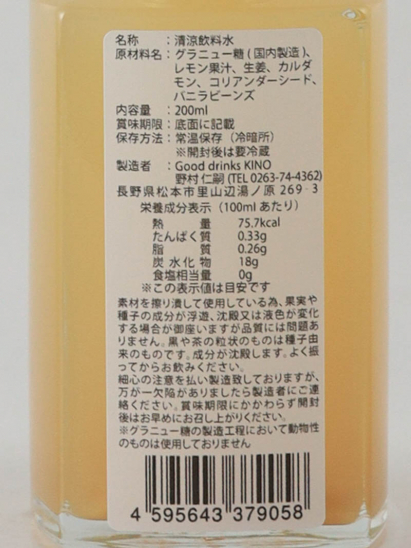 名称　：清涼飲料水
原材料名：グラニュー糖(国内製造)、
レモン果汁、生姜、カルダ
モン、コリアンダーシード、
バニラビーンズ
内容量　：200ml
賞味期限：底面に記載
保存方法：常温保存（冷暗所）
※開封後は要冷蔵
製造者　：Good drinks KINO
野村仁嗣(TEL 0263-74-4362)
長野県松本市里山辺湯ノ原 269-3
栄養成分表示（100mlあたり）
熱量　75.7kcal
たんぱく質　0.33g
脂質　0.26g
炭水化物　18g
食塩相当量　0g
※この表示値は目安です
素材を擦り潰して使用している為、果実や
種子の成分が浮遊、沈殿又は液色が変化
する場合が御座いますが品質には問題あ
りません。黒や茶の粒状のものは種子由
来のものです。成分が沈殿します。よく振
ってからお飲みください。
細心の注意を払い製造致しておりますが、
万が一欠陥がありましたら製造者にご連
絡ください。賞味期限にかかわらず開封
後はお早めにお召し上がりください。
※グラニュー糖の製造工程において動物性
のものは使用しておりません
4 595643 379058